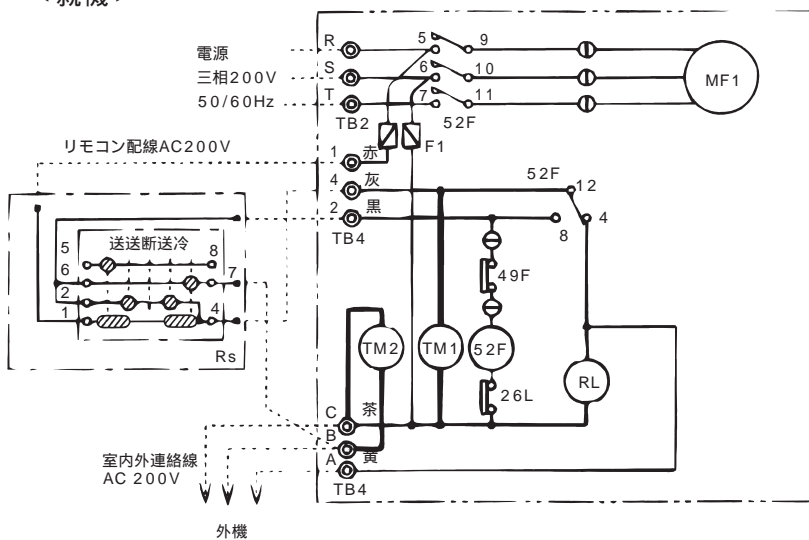 R 5 9
電源
S 6 10
三相200V
MF1
T 7 11
50/60Hz
TB2 52F
リモコン配線AC200V
F1
1 赤
4 灰
52F 12
2 黒
4
TB4
8
送送断送冷
5 8
6 7
49F
2
1 4
Rs
TM2 TM1 52F
RL
26L
C 茶
B
黄
A
室内外連絡線
AC 200V
TB4
外機